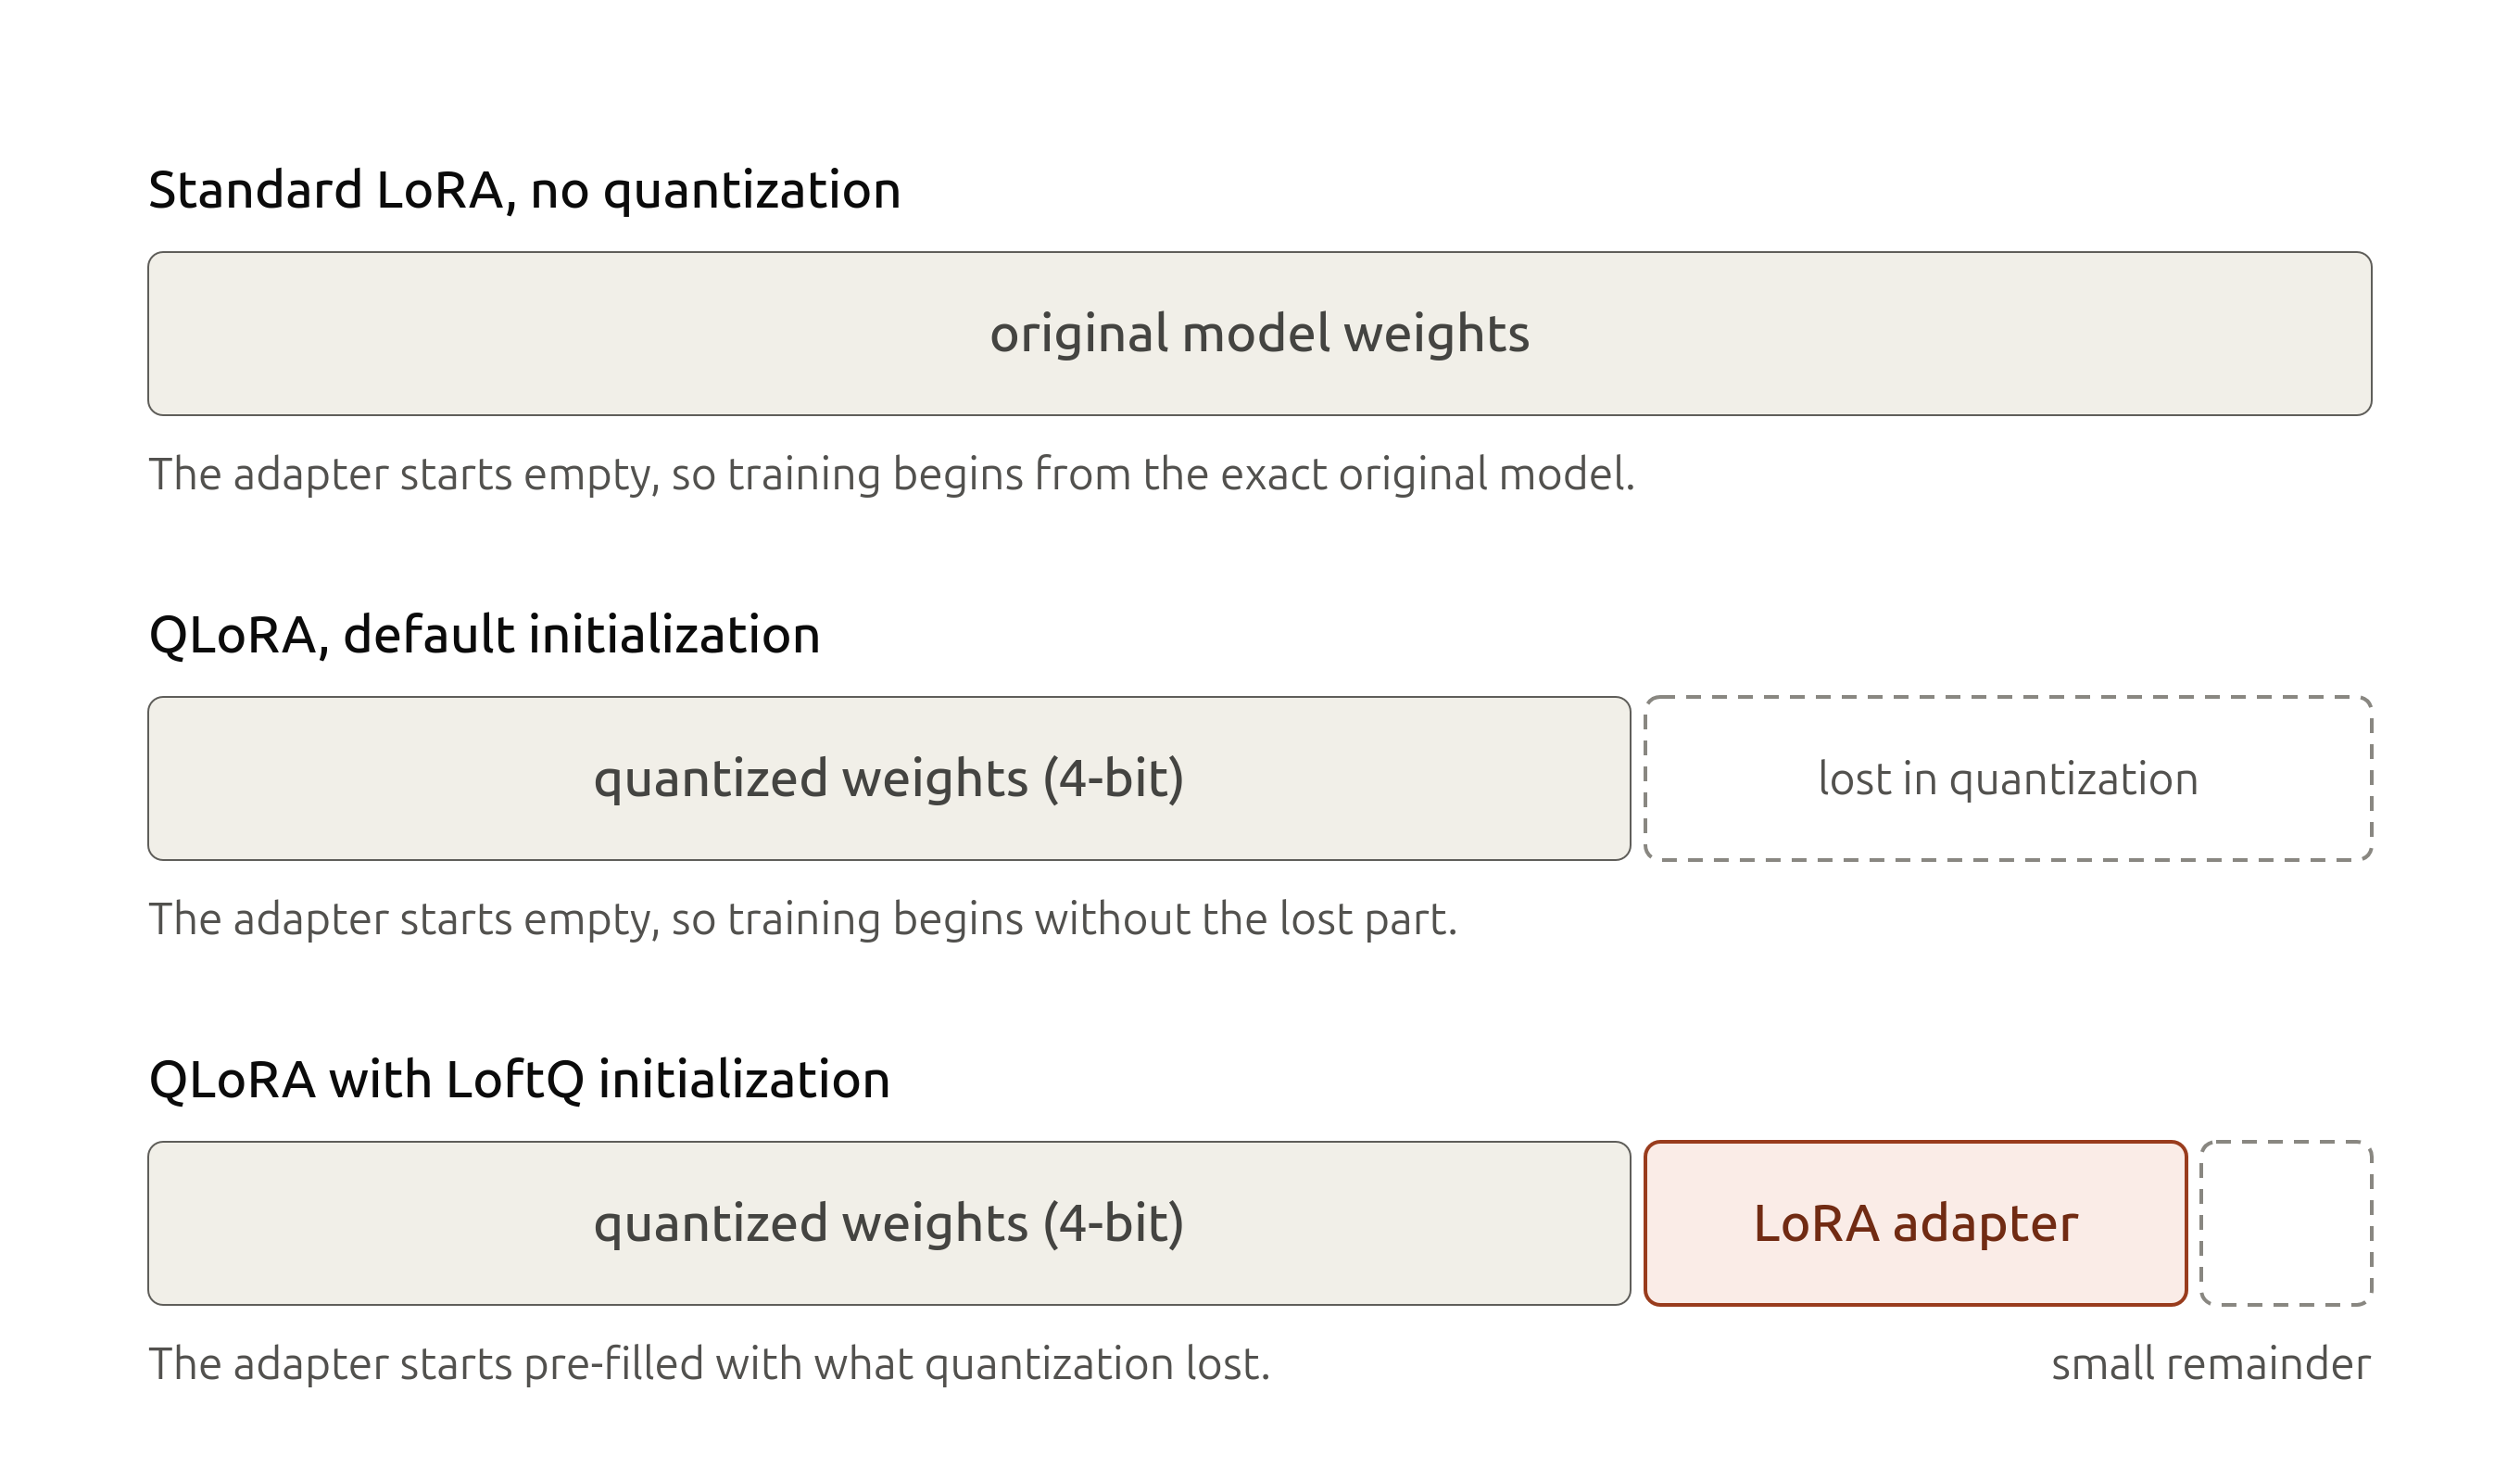 Standard LoRA, no quantization
original model weights
The adapter starts empty, so training begins from the exact original model.
QLoRA, default initialization
quantized weights (4-bit)
lost in quantization
The adapter starts empty, so training begins without the lost part.
QLoRA with LoftQ initialization
quantized weights (4-bit)
LoRA adapter
The adapter starts pre-filled with what quantization lost.
small remainder